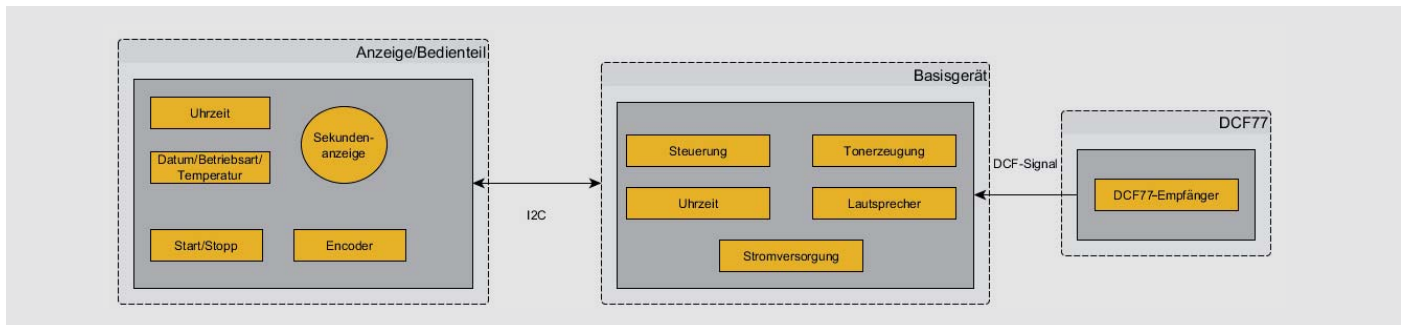 Anzeige/Bedienteil
Uhrzeit
Sekunden-
anzeige
Datum/Betriebsart/
Temperatur
Start/Stopp
Encoder
I2C
Basisgerät
Steuerung
Tonerzeugung
Uhrzeit
Lautsprecher
Stromversorgung
DCF-Signal
DCF77
DCF77-Empfänger